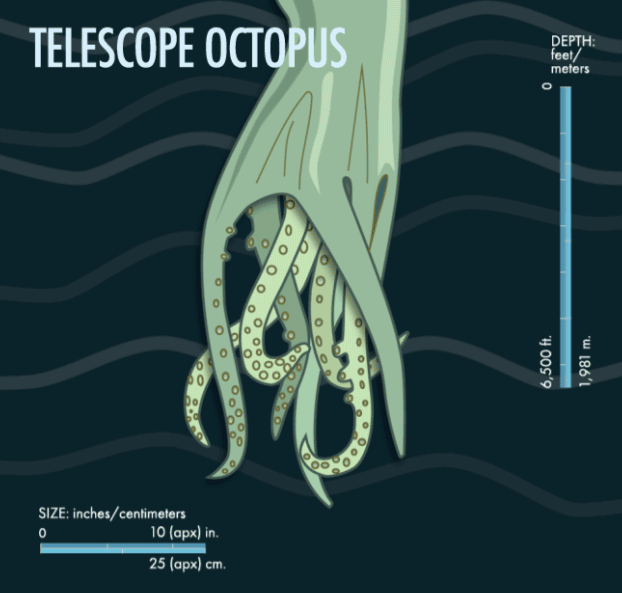 TELESCOPE OCTOPUS
DEPTH:
feet/
meters
0
6,500 ft.
1,981 m.
SIZE: inches/centimeters
0 10 (apx) in.
25 (apx) cm.